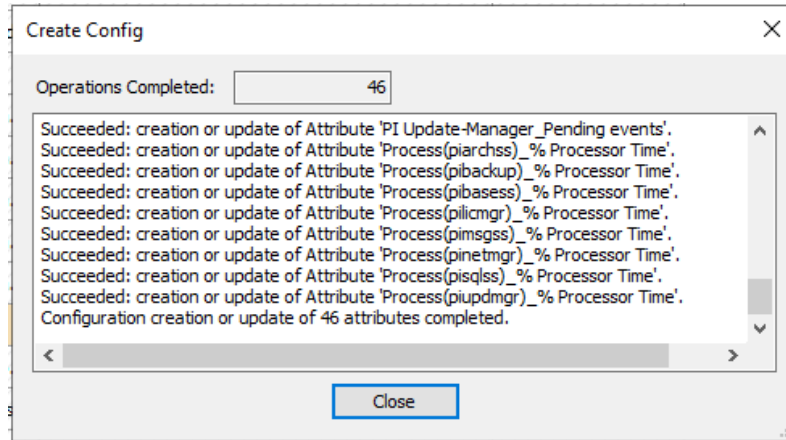 Create Config
Operations Completed: 46
Succeeded: creation or update of Attribute 'PI Update-Manager_Pending events'.
Succeeded: creation or update of Attribute 'Process(piarchss)_% Processor Time'.
Succeeded: creation or update of Attribute 'Process(pibackup)_% Processor Time'.
Succeeded: creation or update of Attribute 'Process(pibasess)_% Processor Time'.
Succeeded: creation or update of Attribute 'Process(pilicmgr)_% Processor Time'.
Succeeded: creation or update of Attribute 'Process(pimsgss)_% Processor Time'.
Succeeded: creation or update of Attribute 'Process(pinetmgr)_% Processor Time'.
Succeeded: creation or update of Attribute 'Process(pisqlss)_% Processor Time'.
Succeeded: creation or update of Attribute 'Process(piupdmgr)_% Processor Time'.
Configuration creation or update of 46 attributes completed.
Close